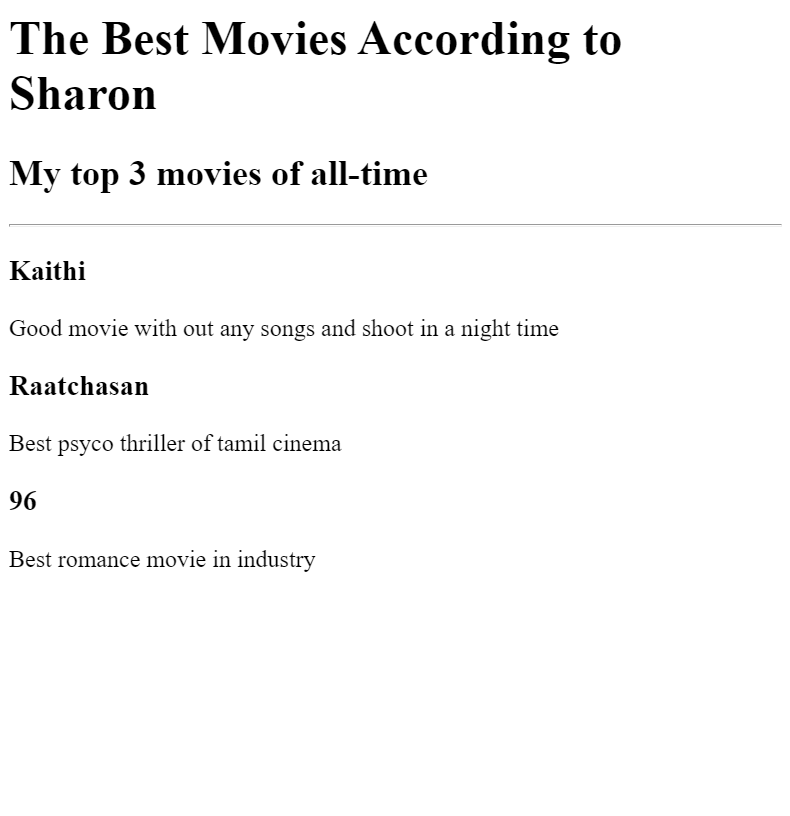 The Best Movies According to
Sharon
My top 3 movies of all-time
Kaithi
Good movie with out any songs and shoot in a night time
Raatchasan
Best psyco thriller of tamil cinema
96
Best romance movie in industry